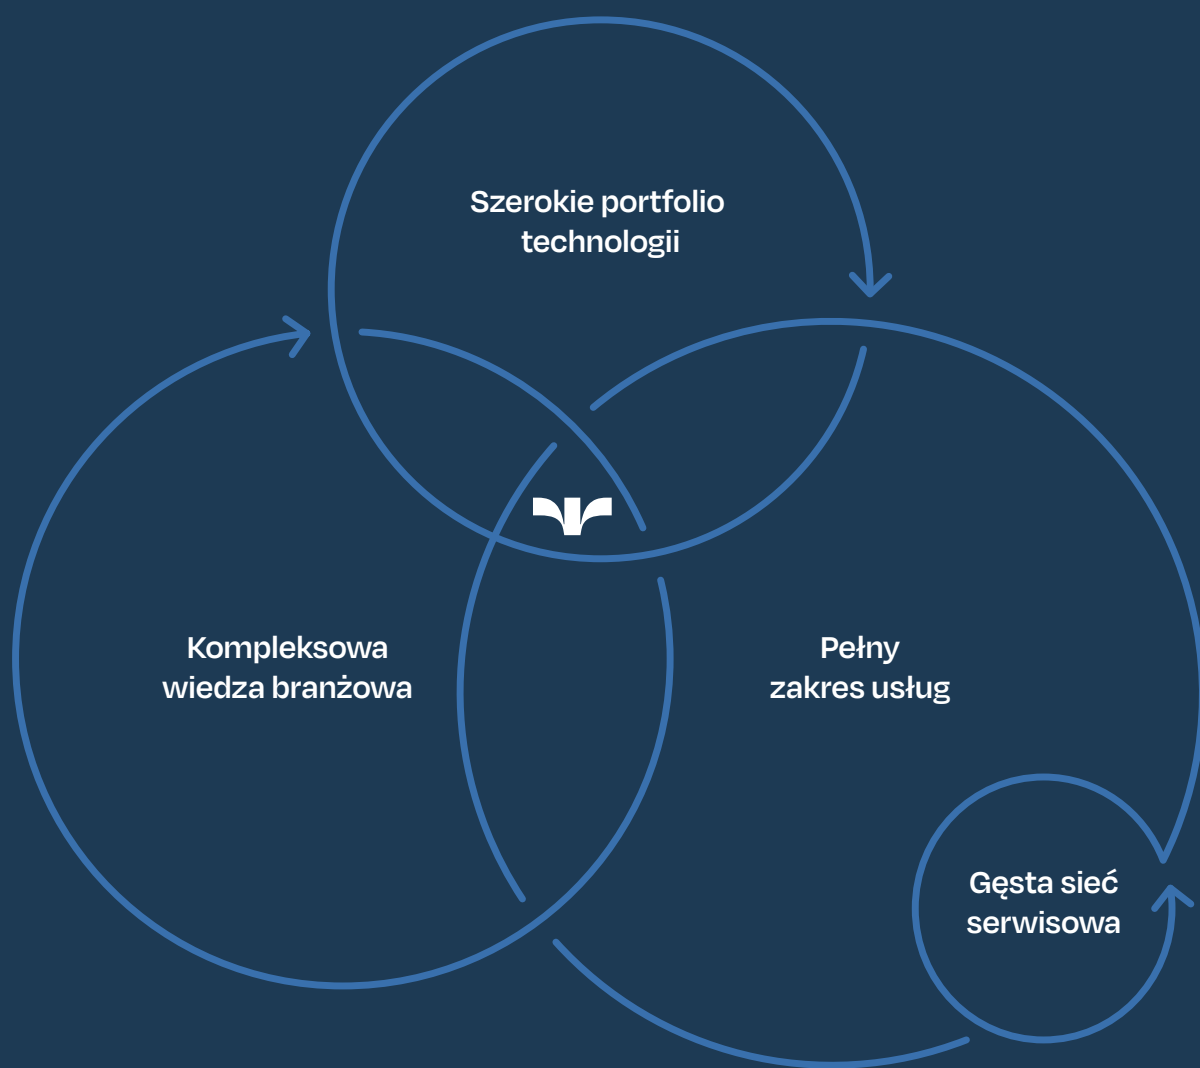 Szerokie portfolio
technologii
Kompleksowa
wiedza branżowa
Pełny
zakres usług
Gęsta sieć
serwisowa